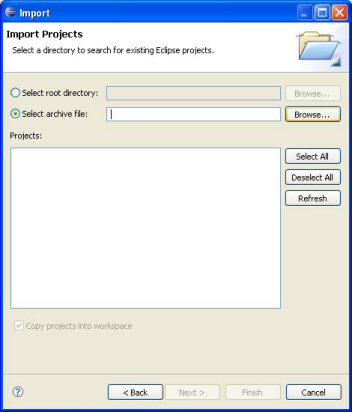 Import
Import Projects
Select a directory to search for existing Eclipse projects.
Select root directory:
Browse...
Select archive file:
Browse...
Projects:
Select All
Deselect All
Refresh
Copy projects into workspace
?
< Back
Next >
Finish
Cancel